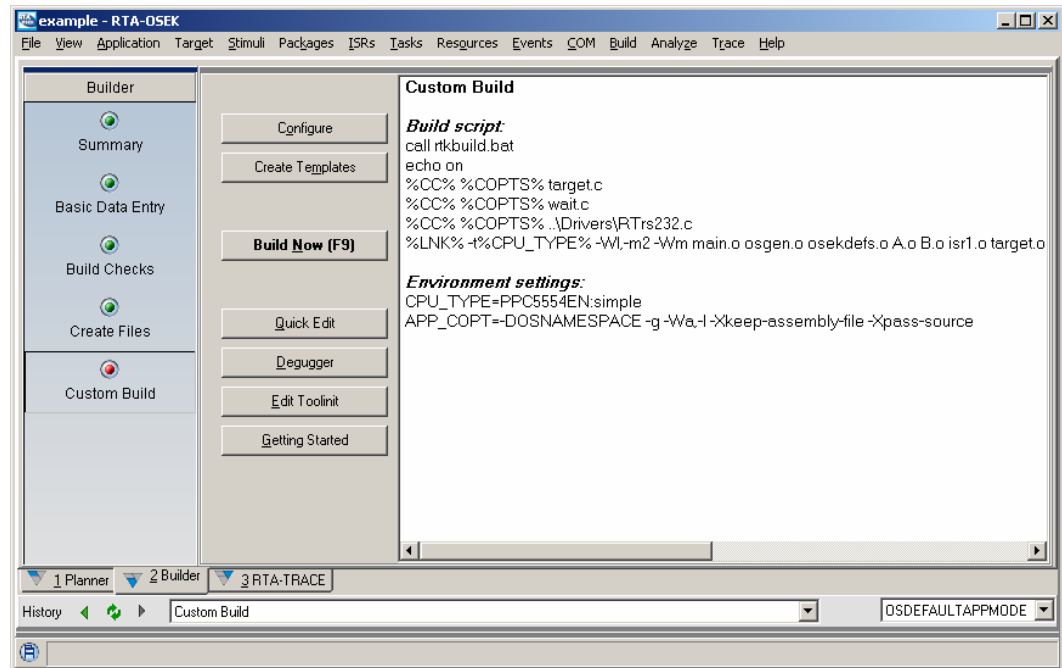 example - RTA-OSEK
File View Application Target Stimuli Packages ISRs Tasks Resources Events COM Build Analyze Trace Help
Builder
Summary
Basic Data Entry
Build Checks
Create Files
Custom Build
Configure
Create Templates
Build Now (F9)
Quick Edit
Degugger
Edit Toolinit
Getting Started
Custom Build
Build script:
call rtkbuild.bat
echo on
%CC% %COPTS% target.c
%CC% %COPTS% wait.c
%CC% %COPTS% ..\Drivers\RTrs232.c
%LNK% -t%CPU_TYPE% -Wl,-m2 -Wm main.o osgen.o osekdefs.o A.o B.o isr1.o target.o
Environment settings:
CPU_TYPE=PPC5554EN:simple
APP_COPT=-DOSNAMESPACE -g -Wa,-l -Xkeep-assembly-file -Xpass-source
1 Planner 2 Builder 3 RTA-TRACE
History Custom Build OSDEFAULTAPPMODE